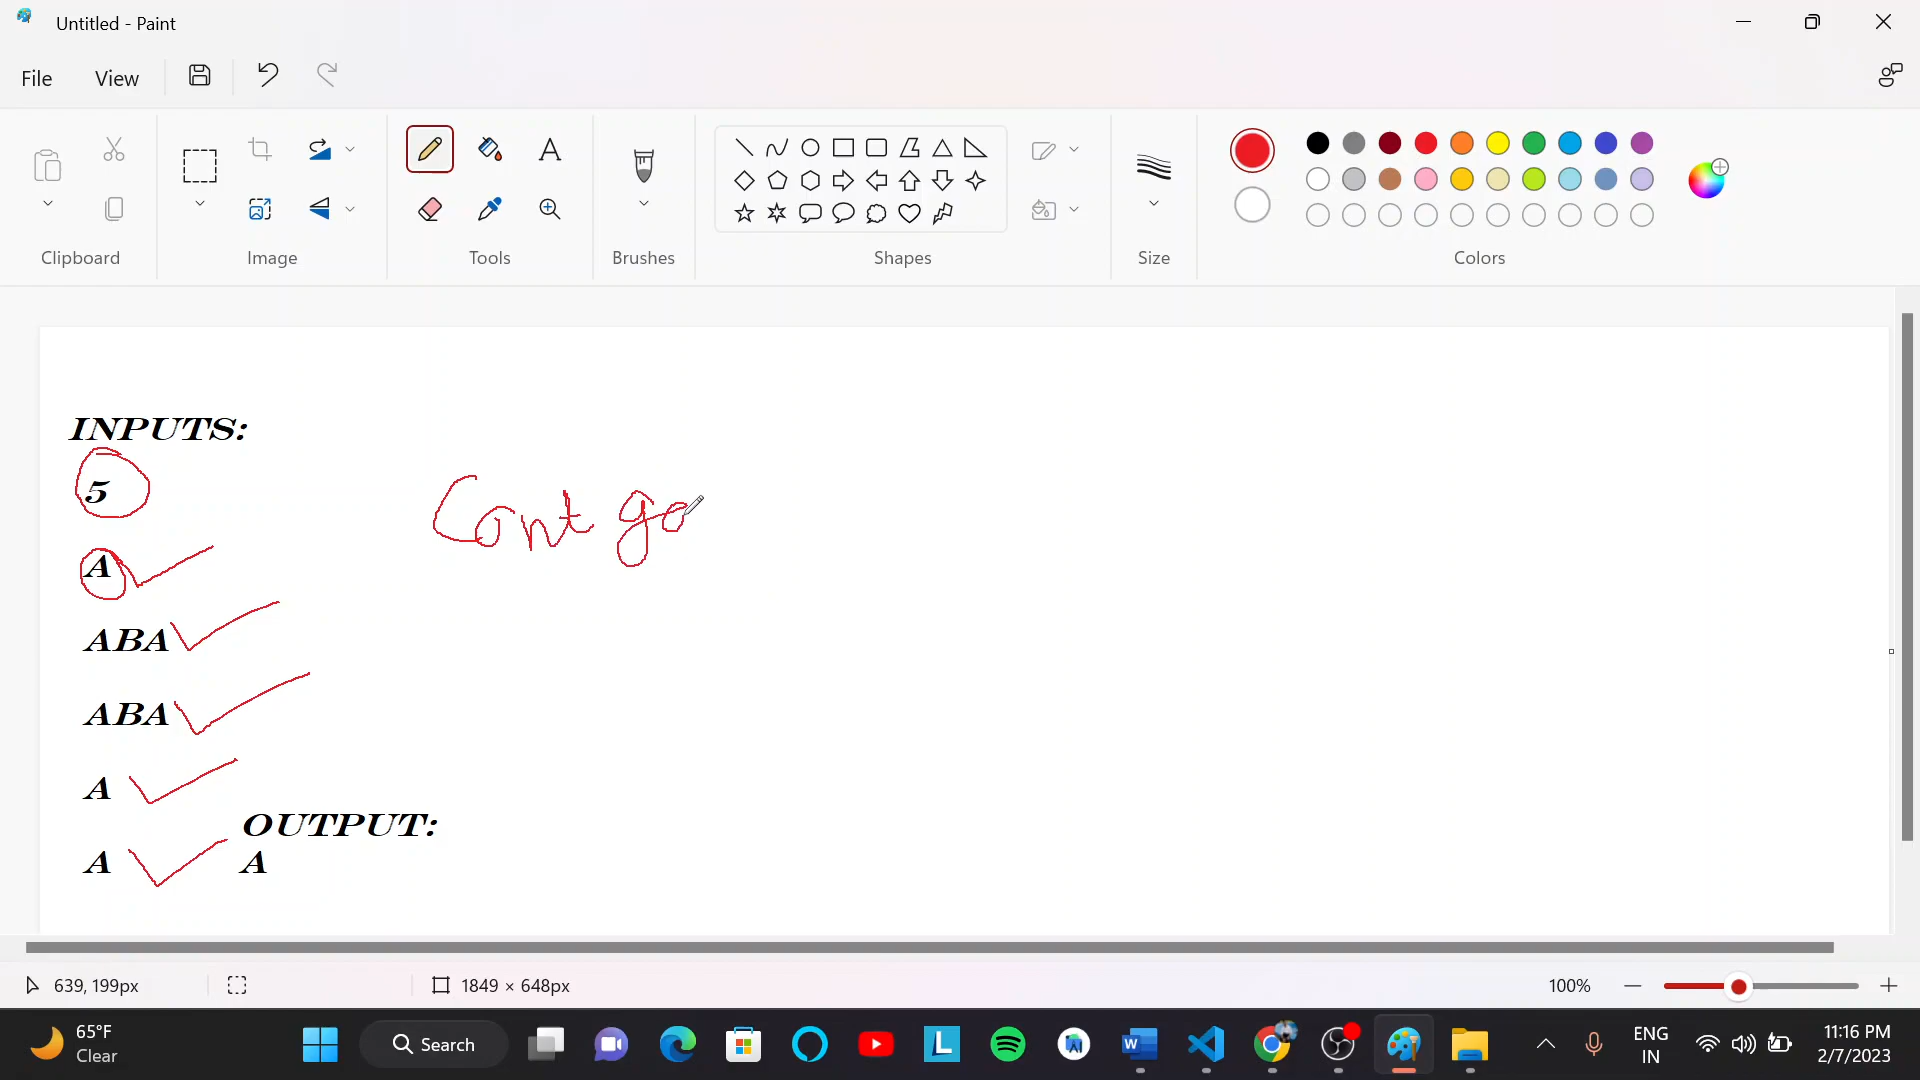 Untitled - Paint
File View
Clipboard Image Tools Brushes Shapes Size Colors
INPUTS:
5
A
ABA
ABA
A
A
Cont go
OUTPUT:
A
639, 199px 1849 × 648px 100%
65°F
Clear
Search
ENG
IN
11:16 PM
2/7/2023